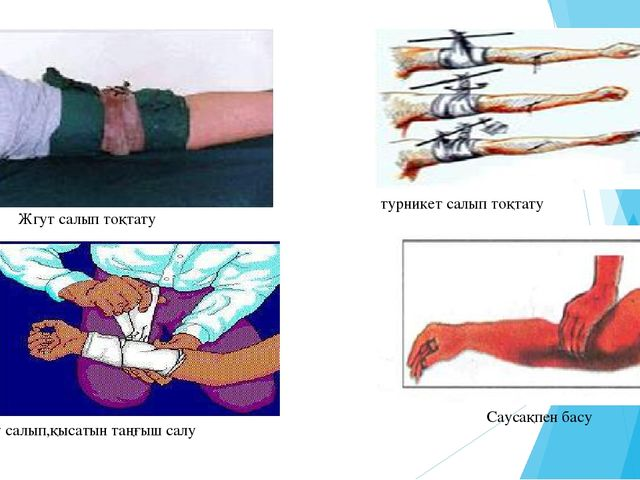 Жгут салып тоқтату
турникет салып тоқтату
салып,қысатын таңғыш салу
Саусақпен басу